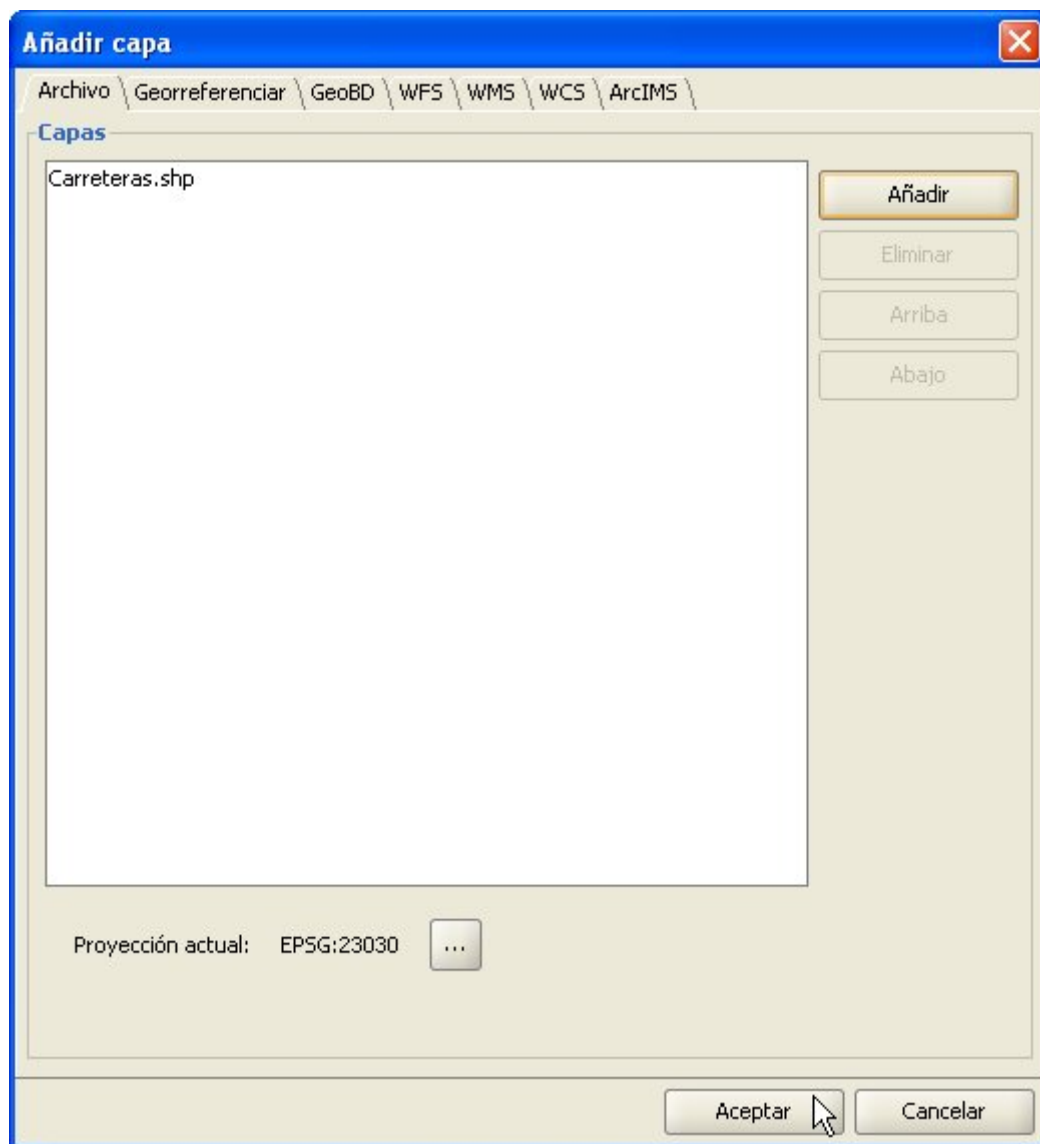 Añadir capa
Archivo Georreferenciar GeoBD WFS WMS WCS ArcIMS
Capas
Carreteras.shp
Añadir
Eliminar
Arriba
Abajo
Proyección actual: EPSG:23030 ...
Aceptar Cancelar